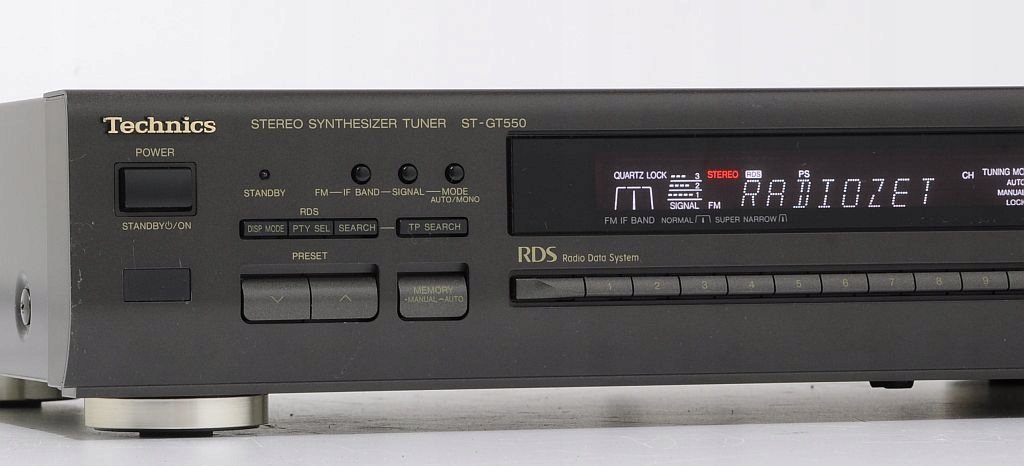 Technics
STEREO SYNTHESIZER TUNER ST-GT550
POWER
STANDBY⏻/ON
STANDBY
FM—IF BAND—SIGNAL—MODE
AUTO/MONO
RDS
DISP MODE PTY SEL SEARCH TP SEARCH
PRESET
MEMORY
-MANUAL-AUTO
QUARTZ LOCK
3
2
1
SIGNAL
STEREO
FM
RDS
PS
RADIOZET
CH
TUNING MO
AUTO
MANUAL
LOCK
FM IF BAND NORMAL SUPER NARROW
RDS Radio Data System
1 2 3 4 5 6 7 8 9